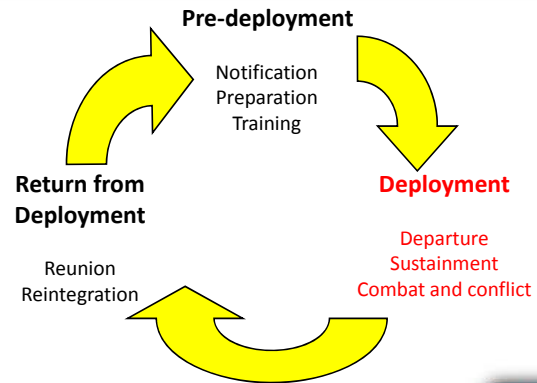 Pre-deployment
Notification
Preparation
Training
Deployment
Departure
Sustainment
Combat and conflict
Return from
Deployment
Reunion
Reintegration